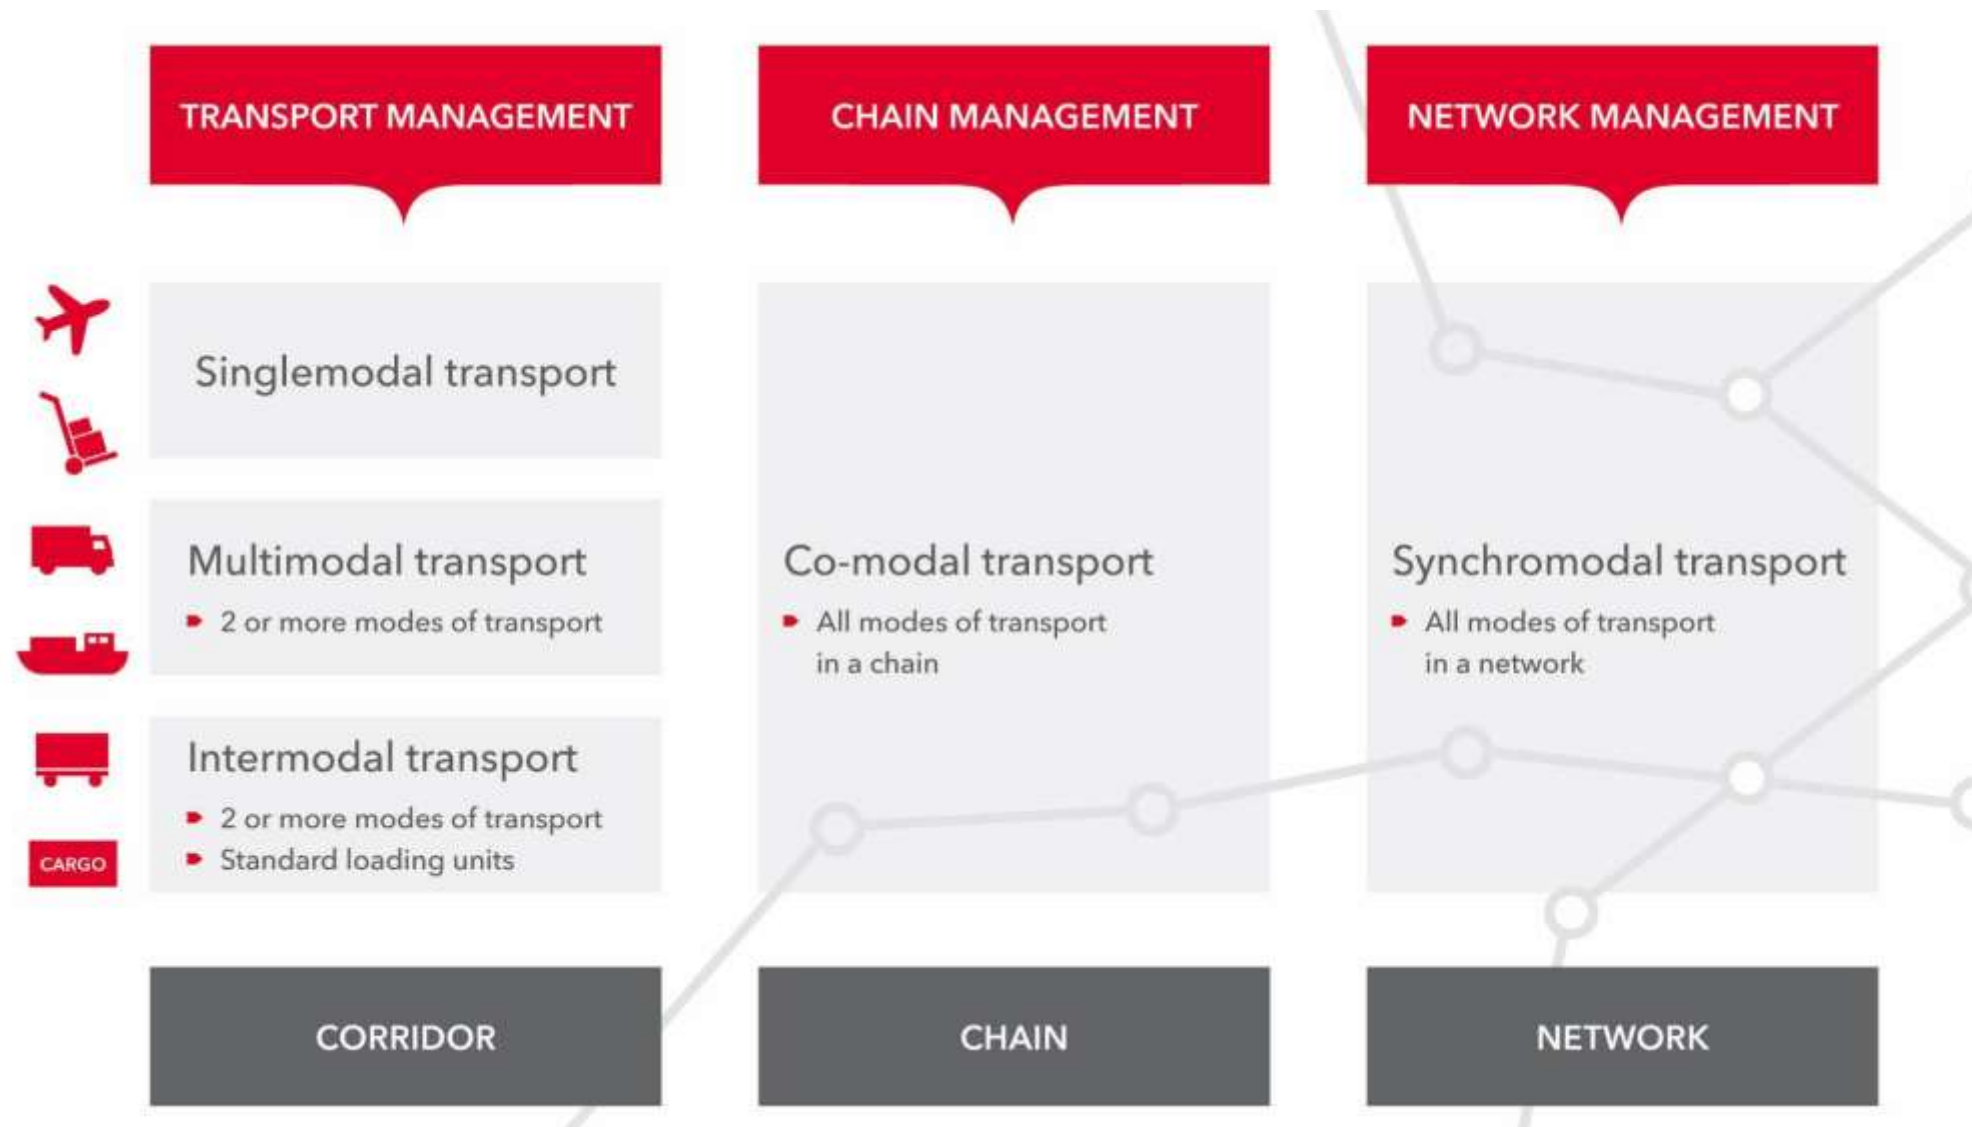 TRANSPORT MANAGEMENT
CHAIN MANAGEMENT
NETWORK MANAGEMENT
Singlemodal transport
Multimodal transport
2 or more modes of transport
Intermodal transport
2 or more modes of transport
Standard loading units
CARGO
Co-modal transport
All modes of transport
in a chain
Synchromodal transport
All modes of transport
in a network
CORRIDOR
CHAIN
NETWORK